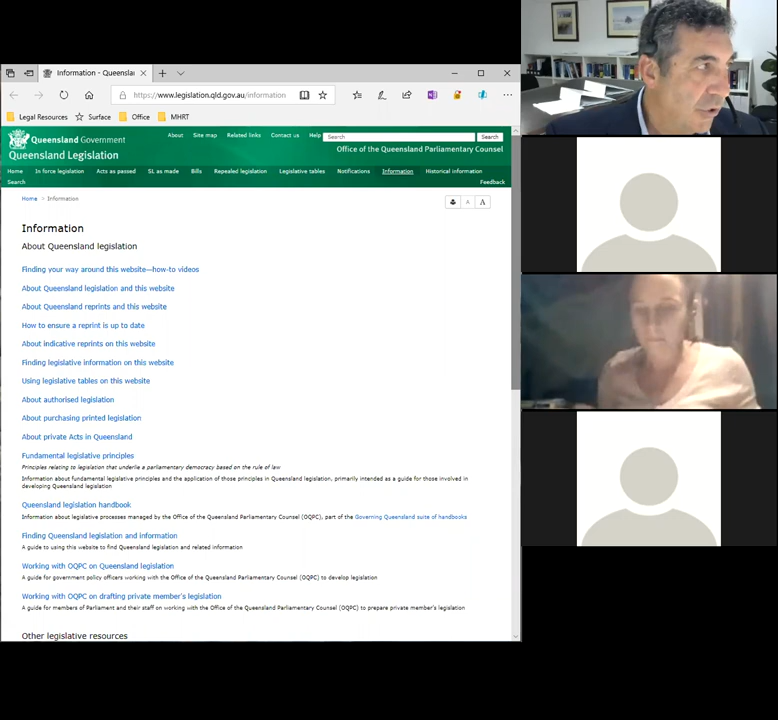 Information - Queensla
https://www.legislation.qld.gov.au/information
Legal Resources Surface Office MHRT
Queensland Government
About Site map Related links Contact us Help Search Search
Queensland Legislation
Office of the Queensland Parliamentary Counsel
Home In force legislation Acts as passed SL as made Bills Repealed legislation Legislative tables Notifications Information Historical information
Search Feedback
Home > Information
A A
Information
About Queensland legislation
Finding your way around this website—how-to videos
About Queensland legislation and this website
About Queensland reprints and this website
How to ensure a reprint is up to date
About indicative reprints on this website
Finding legislative information on this website
Using legislative tables on this website
About authorised legislation
About purchasing printed legislation
About private Acts in Queensland
Fundamental legislative principles
Principles relating to legislation that underlie a parliamentary democracy based on the rule of law
Information about fundamental legislative principles and the application of those principles in Queensland legislation, primarily intended as a guide for those involved in
developing Queensland legislation
Queensland legislation handbook
Information about legislative processes managed by the Office of the Queensland Parliamentary Counsel (OQPC), part of the Governing Queensland suite of handbooks
Finding Queensland legislation and information
A guide to using this website to find Queensland legislation and related information
Working with OQPC on Queensland legislation
A guide for government policy officers working with the Office of the Queensland Parliamentary Counsel (OQPC) to develop legislation
Working with OQPC on drafting private member's legislation
A guide for members of Parliament and their staff on working with the Office of the Queensland Parliamentary Counsel (OQPC) to prepare private member's legislation
Other legislative resources